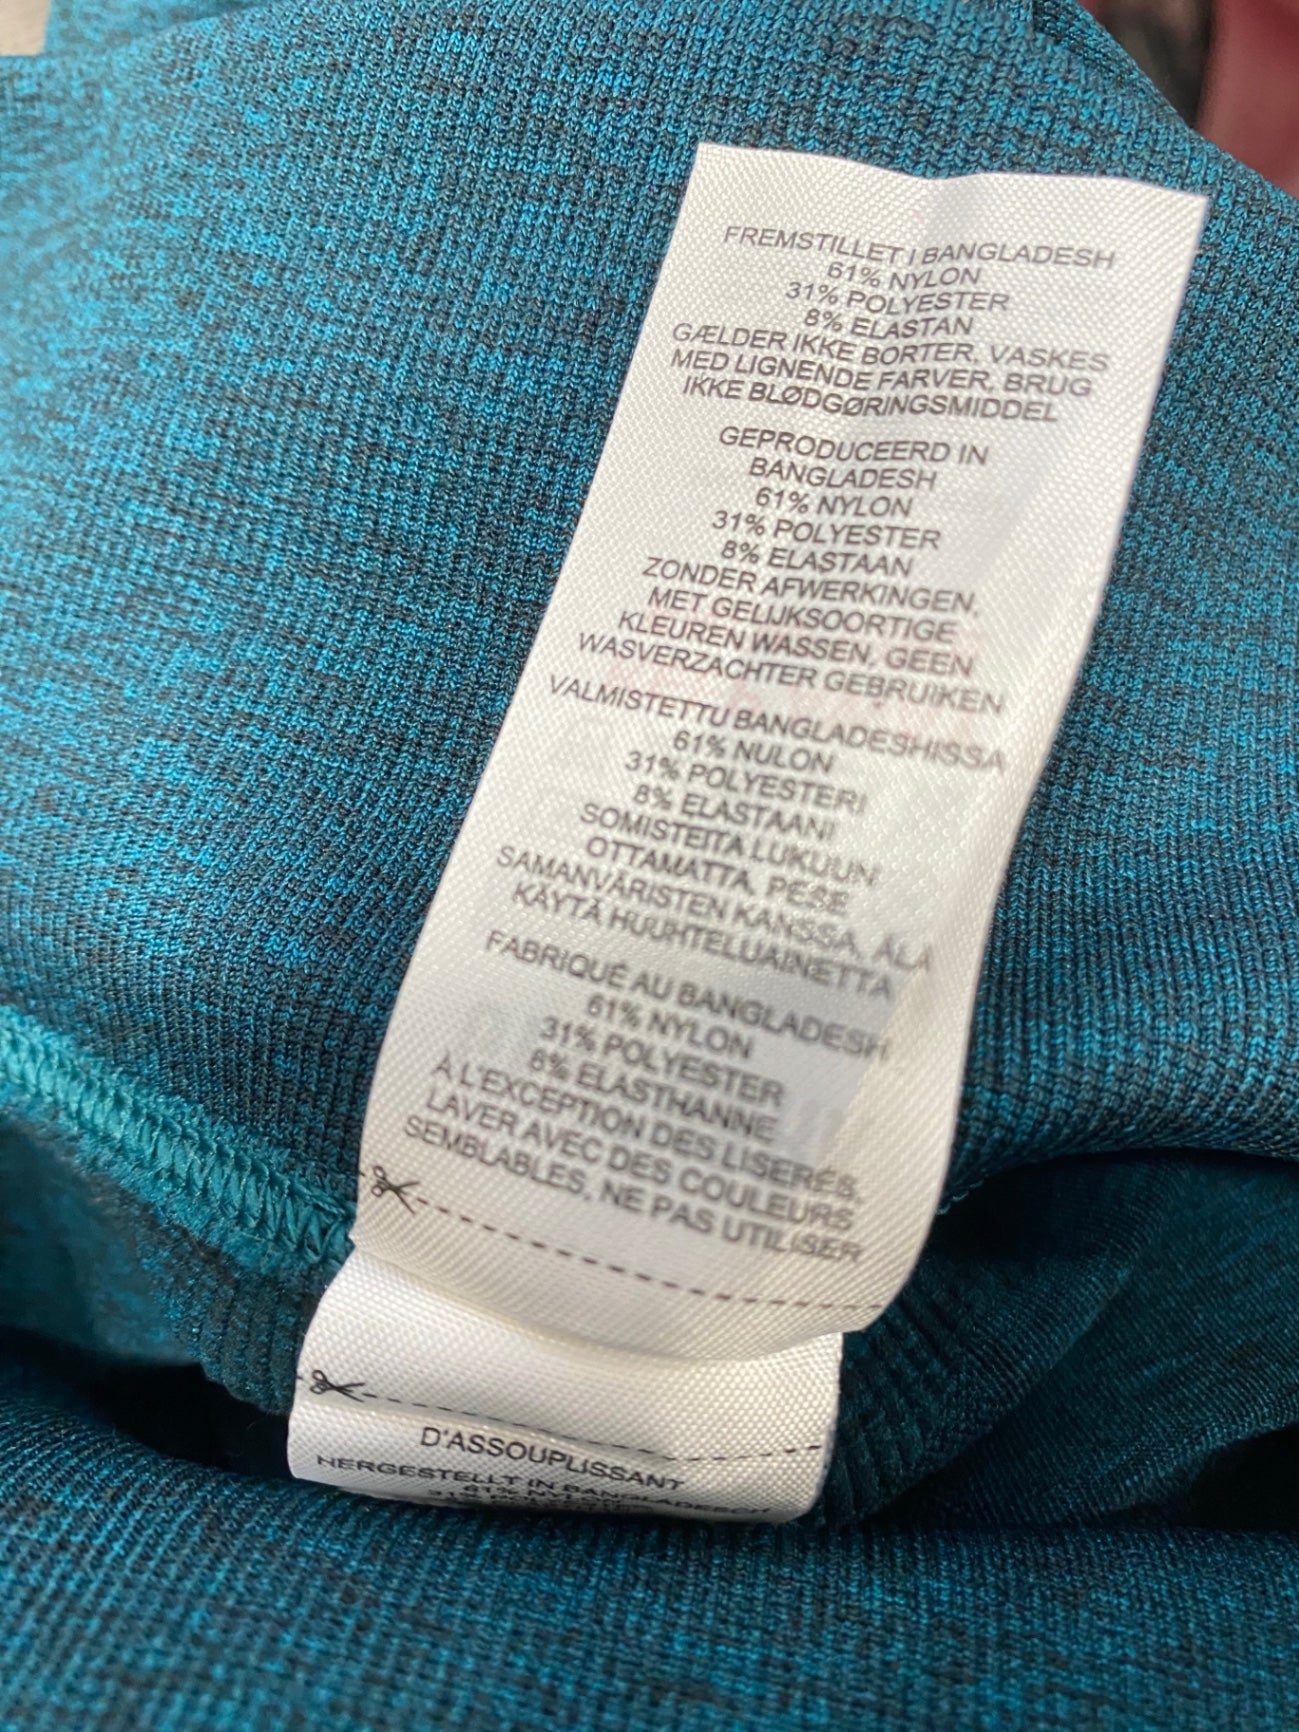 FREMSTILLET I BANGLADESH
61% NYLON
31% POLYESTER
8% ELASTAN
GÆLDER IKKE BORTER. VASKES
MED LIGNENDE FARVER, BRUG
IKKE BLØDGØRINGSMIDDEL
GEPRODUCEERD IN
BANGLADESH
61% NYLON
31% POLYESTER
8% ELASTAAN
ZONDER AFWERKINGEN.
MET GELIJKSOORTIGE
KLEUREN WASSEN, GEEN
WASVERZACHTER GEBRUIKEN
VALMISTETTU BANGLADESHISSA
61% NULON
31% POLYESTERI
8% ELASTAANI
SOMISTEITA LUKUUN
OTTAMATTA, PESE
SAMANVÄRISTEN KANSSA, ÄLÄ
KÄYTÄ HUUHTELUAINETTA
FABRIQUÉ AU BANGLADESH
61% NYLON
31% POLYESTER
8% ELASTHANNE
À L'EXCEPTION DES LISERÉS,
LAVER AVEC DES COULEURS
SEMBLABLES, NE PAS UTILISER
D'ASSOUPLISSANT
HERGESTELLT IN BANGLADESCH
61% NYLON
31%